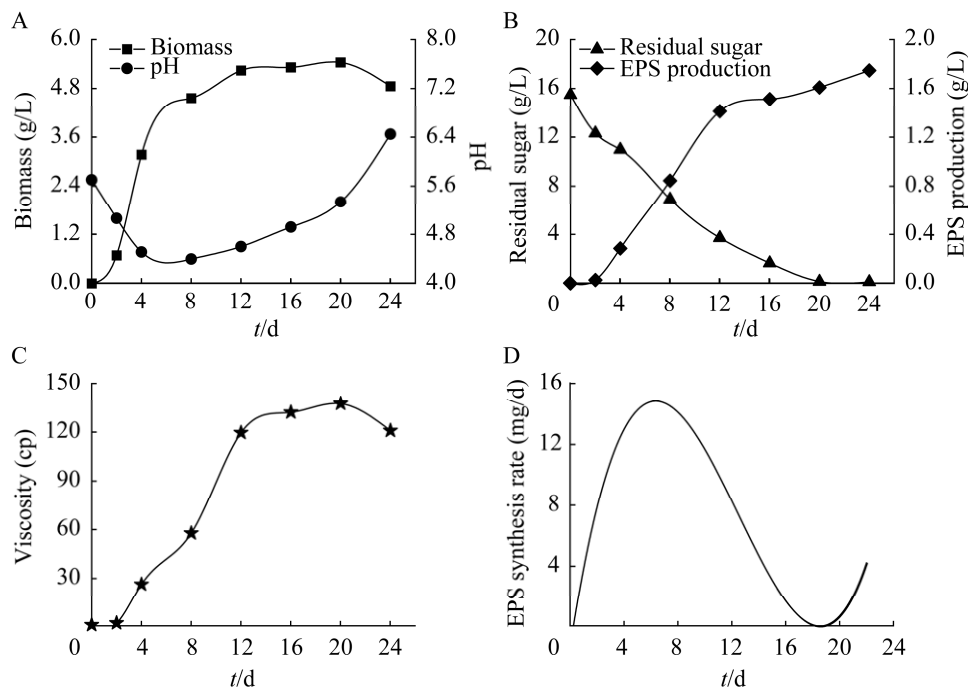 A
6.0
4.8
3.6
2.4
1.2
0.0
Biomass (g/L)
Biomass
pH
8.0
7.2
6.4
5.6
4.8
4.0
pH
0 4 8 12 16 20 24
t/d
B
20
16
12
8
4
0
Residual sugar (g/L)
Residual sugar
EPS production
2.0
1.6
1.2
0.8
0.4
0.0
EPS production (g/L)
0 4 8 12 16 20 24
t/d
C
150
120
90
60
30
Viscosity (cp)
0 4 8 12 16 20 24
t/d
D
16
14
12
8
4
EPS synthesis rate (mg/d)
0 4 8 12 16 20 24
t/d